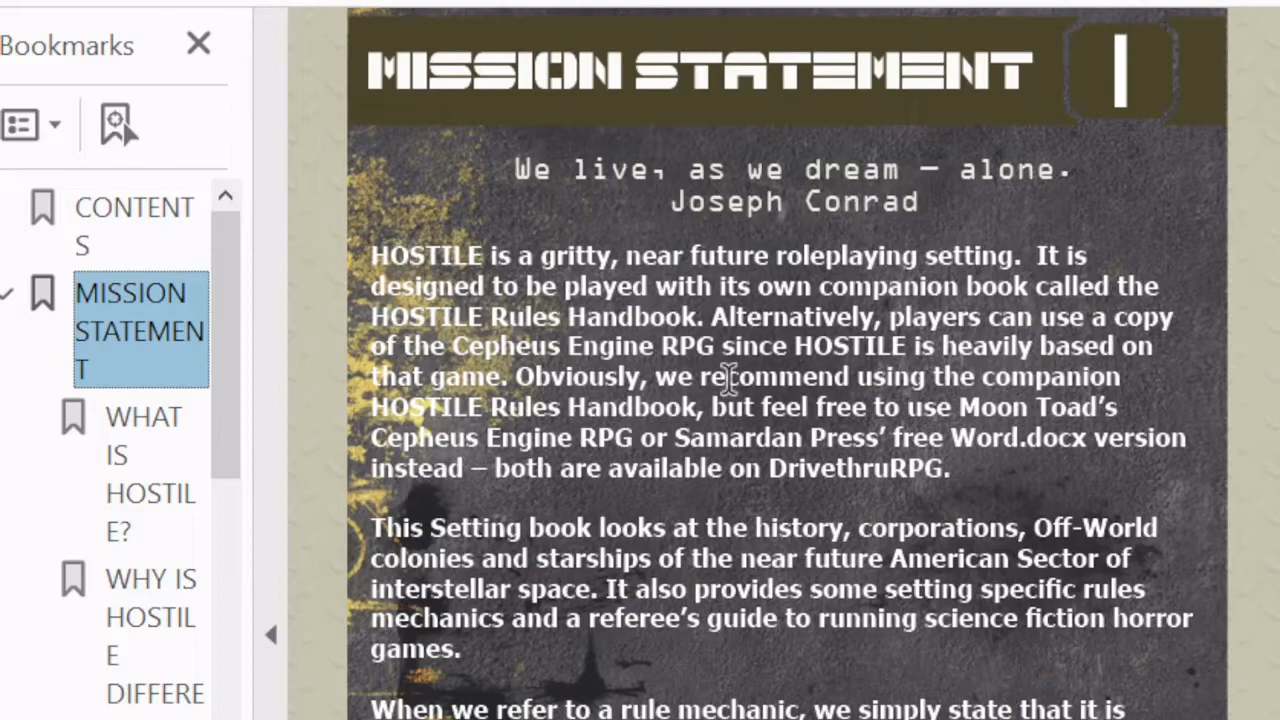 Bookmarks
CONTENT
S
MISSION
STATEMEN
T
WHAT
IS
HOSTIL
E?
WHY IS
HOSTIL
E
DIFFERE
MISSION STATEMENT 1
We live, as we dream – alone.
Joseph Conrad
HOSTILE is a gritty, near future roleplaying setting. It is
designed to be played with its own companion book called the
HOSTILE Rules Handbook. Alternatively, players can use a copy
of the Cepheus Engine RPG since HOSTILE is heavily based on
that game. Obviously, we recommend using the companion
HOSTILE Rules Handbook, but feel free to use Moon Toad’s
Cepheus Engine RPG or Samardan Press’ free Word.docx version
instead – both are available on DrivethruRPG.
This Setting book looks at the history, corporations, Off-World
colonies and starships of the near future American Sector of
interstellar space. It also provides some setting specific rules
mechanics and a referee’s guide to running science fiction horror
games.
When we refer to a rule mechanic, we simply state that it is